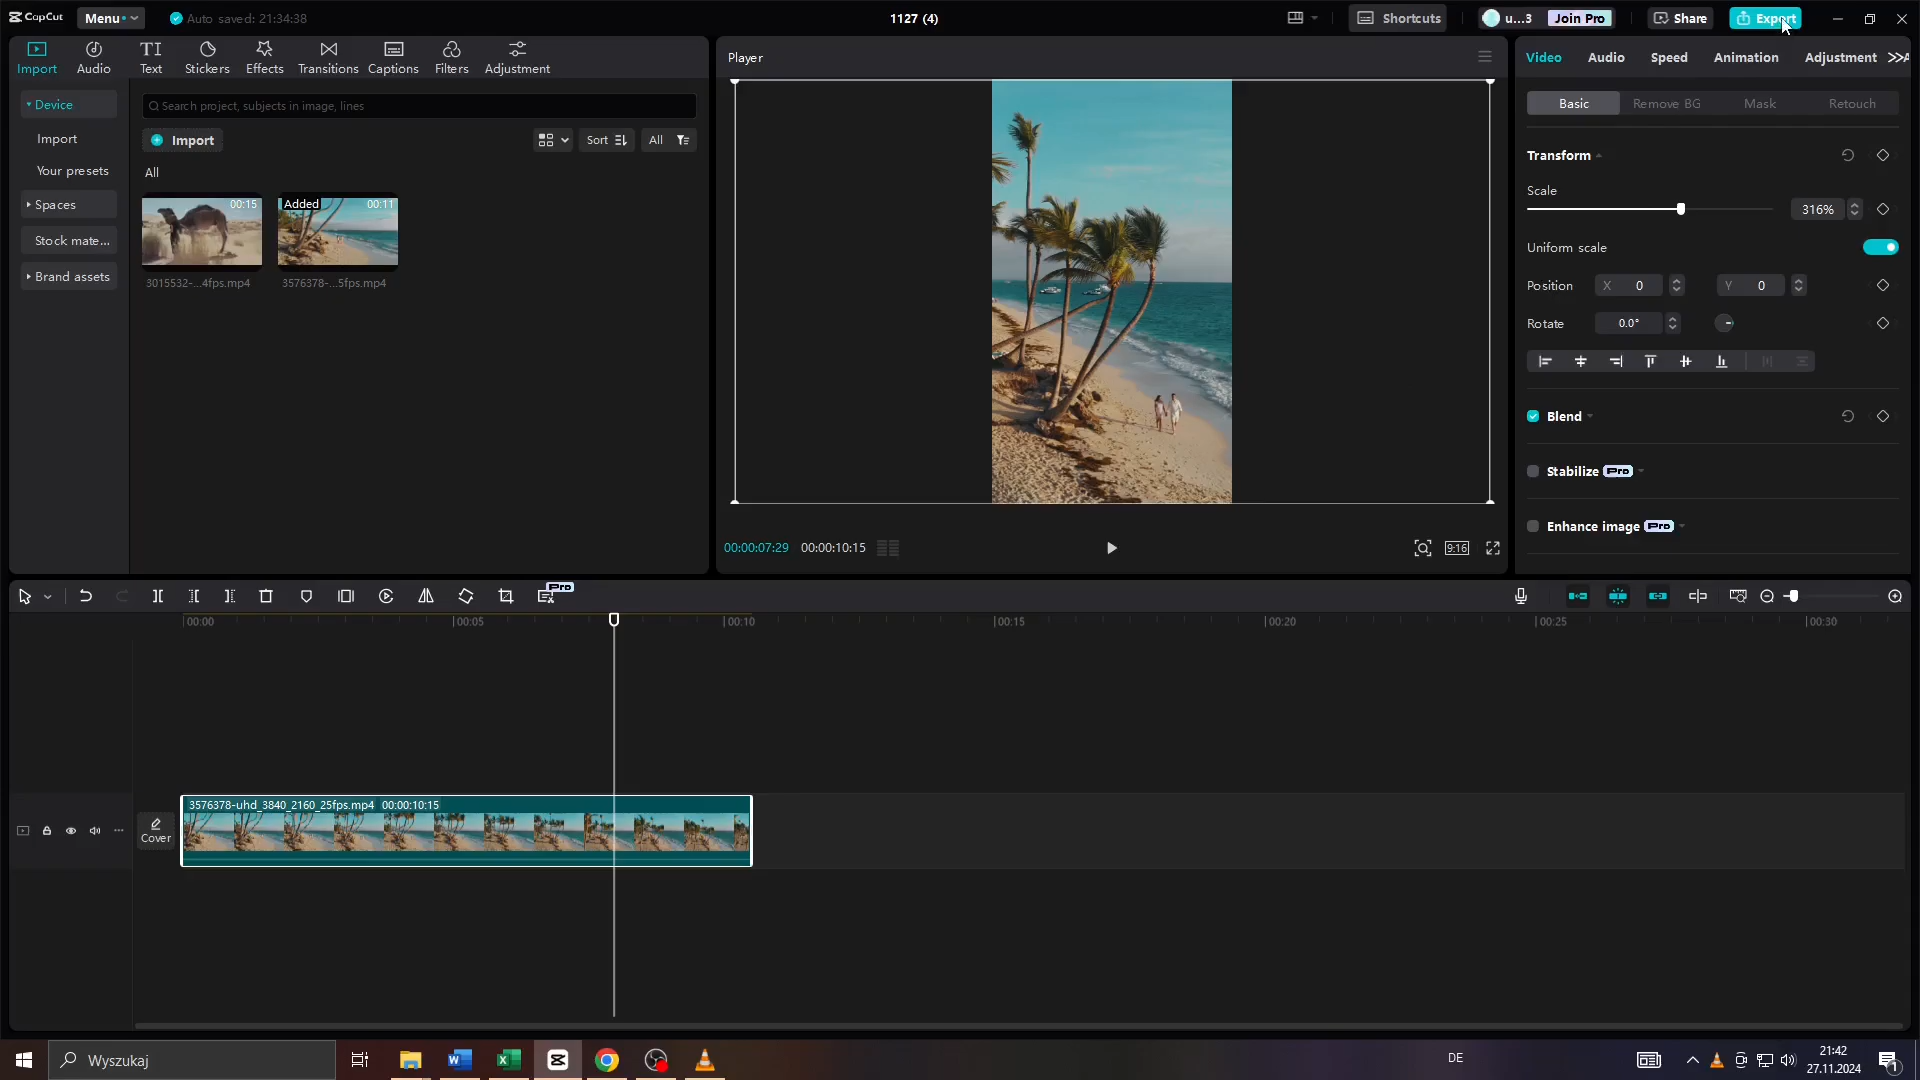 CapCut
Menu
Auto saved: 21:34:38
1127 (4)
Shortcuts
u...3
Join Pro
Share
Export
Import
Audio
Text
Stickers
Effects
Transitions
Captions
Filters
Adjustment
Device
Import
Your presets
Spaces
Stock mate...
Brand assets
Search project, subjects in image, lines
Import
Sort
All
All
00:15
Added
00:11
3015532-...4fps.mp4
3576378-...5fps.mp4
Player
00:00:07:29
00:00:10:15
9:16
Video
Audio
Speed
Animation
Adjustment
Basic
Remove BG
Mask
Retouch
Transform
Scale
316%
Uniform scale
Position
X
0
Y
0
Rotate
0.0°
Blend
Stabilize Pro
Enhance image Pro
Pro
00:00
00:05
00:10
00:15
00:20
00:25
00:30
3576378-uhd_3840_2160_25fps.mp4 00:00:10:15
Cover
Wyszukaj
DE
21:42
27.11.2024
1